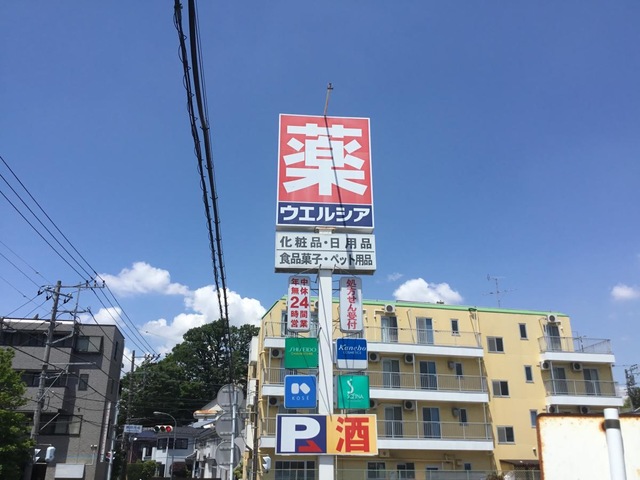 薬
ウエルシア
化粧品・日用品
食品菓子・ペット用品
年中無休24時間営業
処方せん受付
SHISEIDO
Kanebo
KOSÉ
SOFINA
P
酒